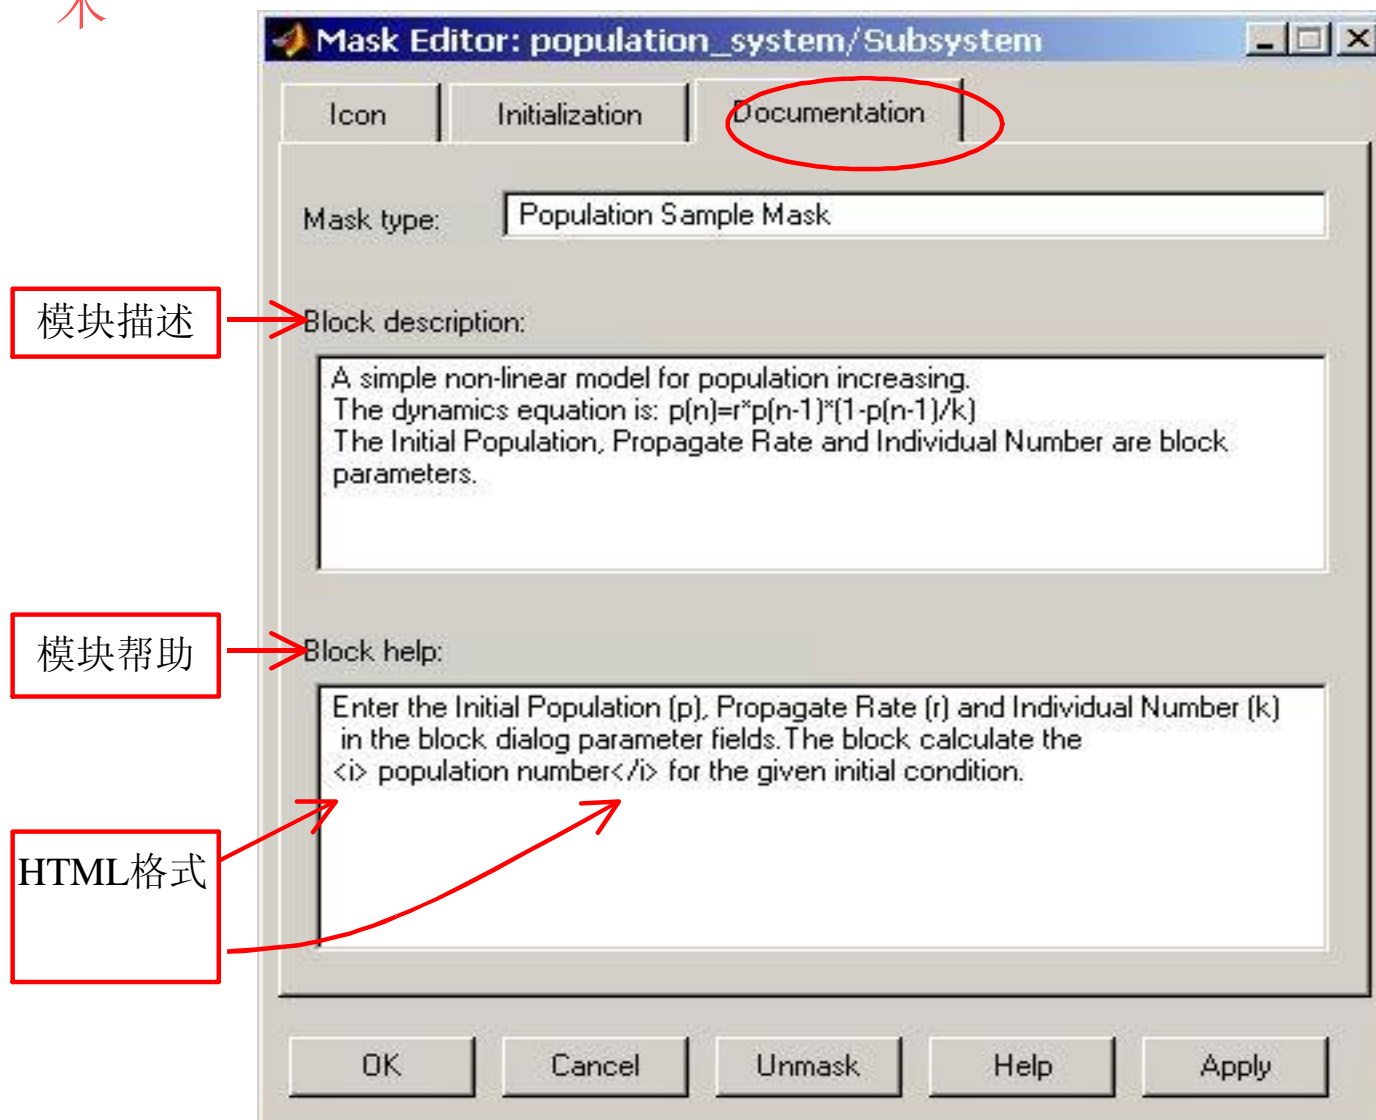 术
Mask Editor: population_system/Subsystem
Icon
Initialization
Documentation
Mask type:
Population Sample Mask
模块描述
Block description:
A simple non-linear model for population increasing.
The dynamics equation is: p(n)=r*p(n-1)*(1-p(n-1)/k)
The Initial Population, Propagate Rate and Individual Number are block
parameters.
模块帮助
Block help:
Enter the Initial Population (p), Propagate Rate (r) and Individual Number (k)
in the block dialog parameter fields.The block calculate the
<i> population number</i> for the given initial condition.
HTML格式
OK
Cancel
Unmask
Help
Apply